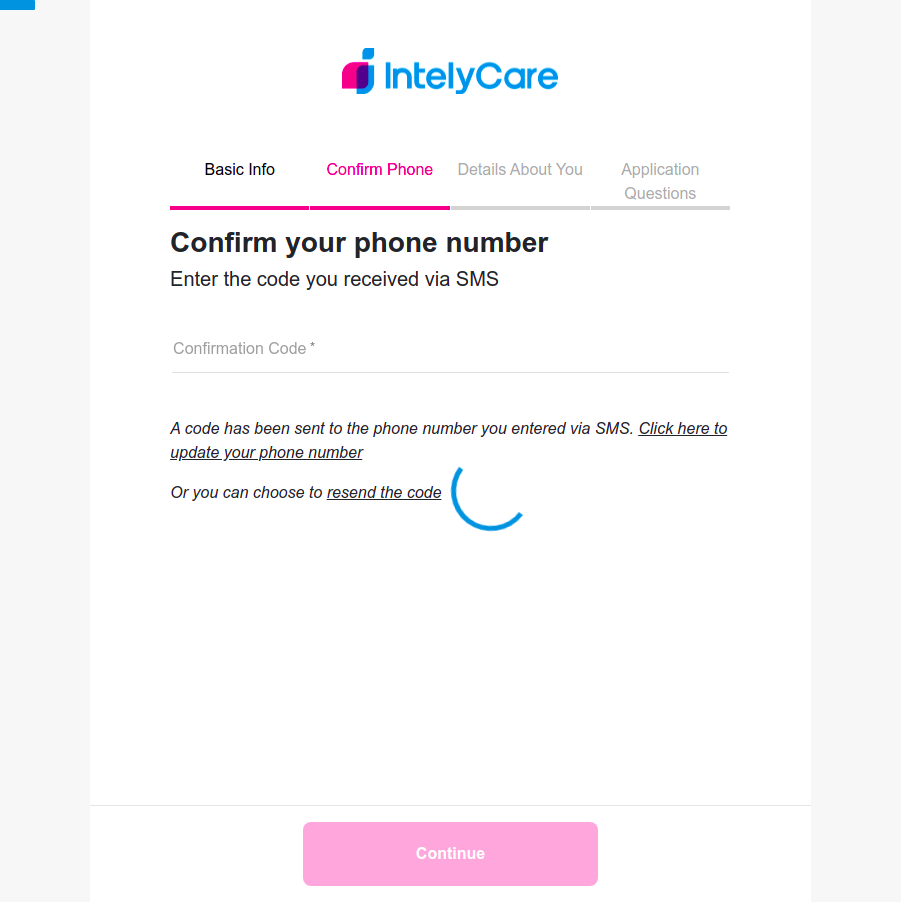 IntelyCare
Basic Info
Confirm Phone
Details About You
Application
Questions
Confirm your phone number
Enter the code you received via SMS
Confirmation Code *
A code has been sent to the phone number you entered via SMS. Click here to
update your phone number
Or you can choose to resend the code
Continue